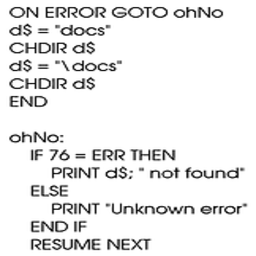 ON ERROR GOTO ohNo
d$ = "docs"
CHDIR d$
d$ = "\docs"
CHDIR d$
END

ohNo:
    IF 76 = ERR THEN
        PRINT d$; " not found"
    ELSE
        PRINT "Unknown error"
    END IF
    RESUME NEXT